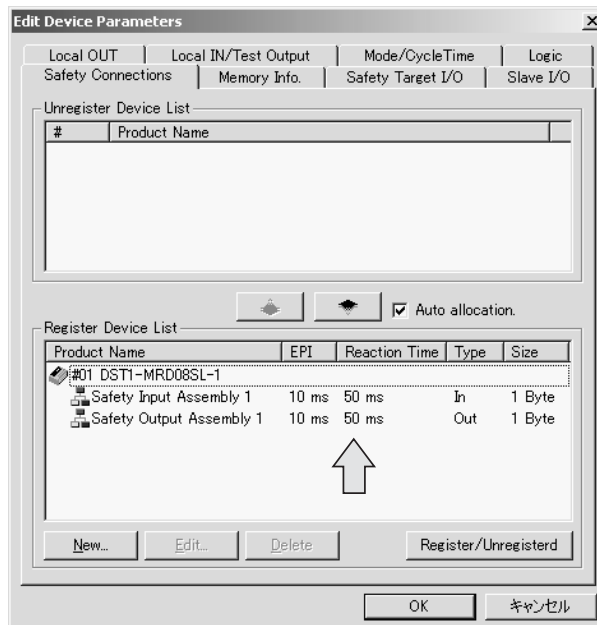 Edit Device Parameters
Local OUT Local IN/Test Output Mode/CycleTime Logic
Safety Connections Memory Info. Safety Target I/O Slave I/O
Unregister Device List
# Product Name
Auto allocation.
Register Device List
Product Name EPI Reaction Time Type Size
#01 DST1-MRD08SL-1
Safety Input Assembly 1 10 ms 50 ms In 1 Byte
Safety Output Assembly 1 10 ms 50 ms Out 1 Byte
New... Edit... Delete Register/Unregisterd
OK キャンセル